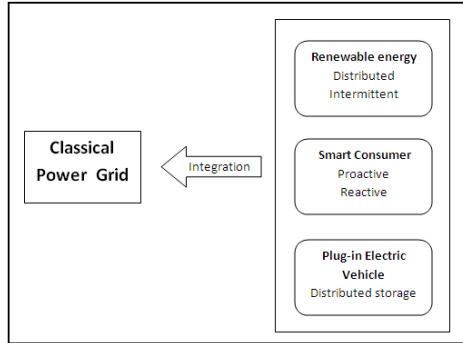 Classical
Power Grid
Integration
Renewable energy
Distributed
Intermittent
Smart Consumer
Proactive
Reactive
Plug-in Electric
Vehicle
Distributed storage